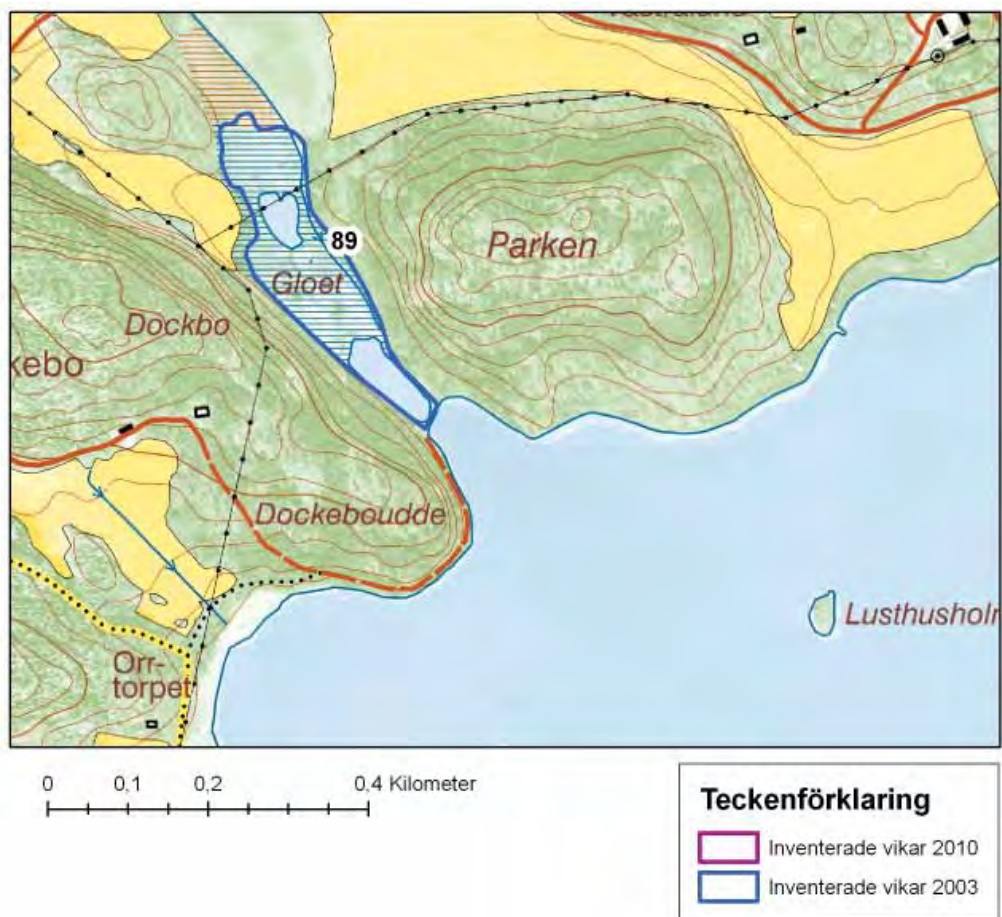 89
Parken
Gloet
Dockbo
kebo
Dockeboudde
Lusthusholr
Orr-
torpet
0 0,1 0,2 0,4 Kilometer
Teckenförklaring
Inventerade vikar 2010
Inventerade vikar 2003